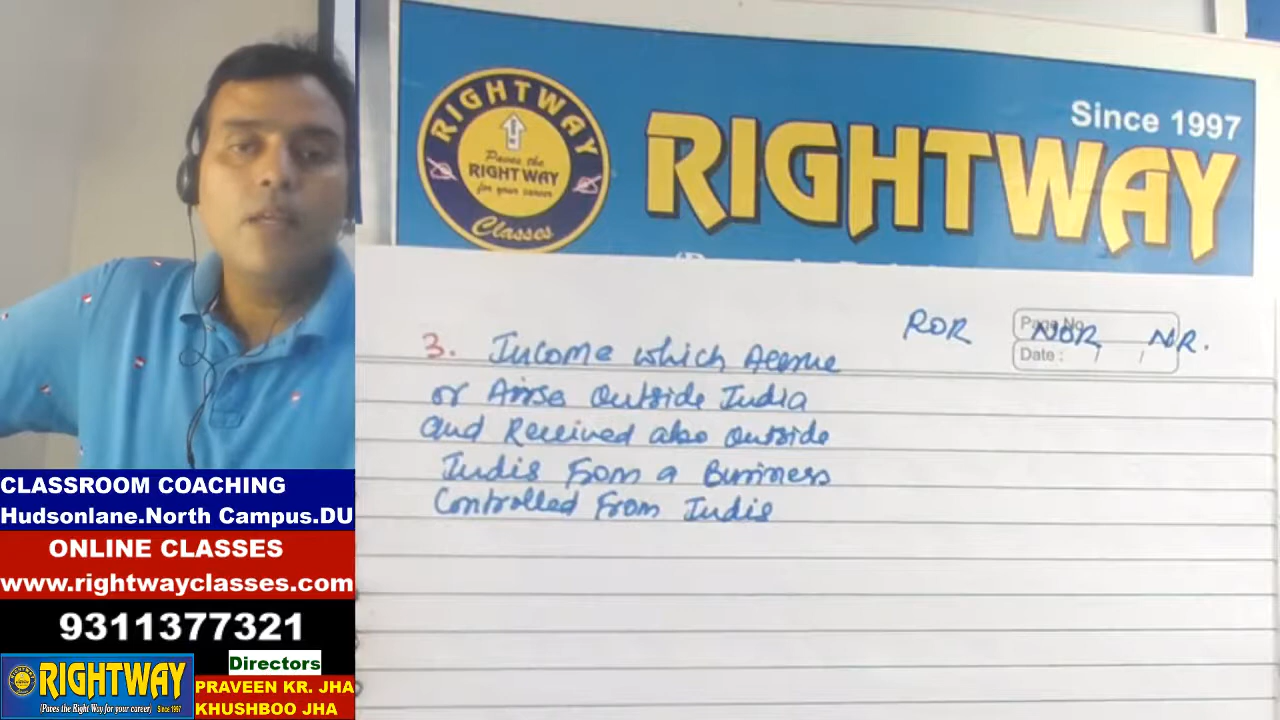 RIGHTWAY
Paves the
RIGHT WAY
for your career
Classes
Since 1997
RIGHTWAY
ROR NOR NR.
Page No
Date : / /
3. Income which Accrue
or Arise Outside India
and Received also outside
India From a Business
Controlled From India
CLASSROOM COACHING
Hudsonlane.North Campus.DU
ONLINE CLASSES
www.rightwayclasses.com
9311377321
RIGHTWAY
(Paves the Right Way for your career) Since 1997
Directors
PRAVEEN KR. JHA
KHUSHBOO JHA